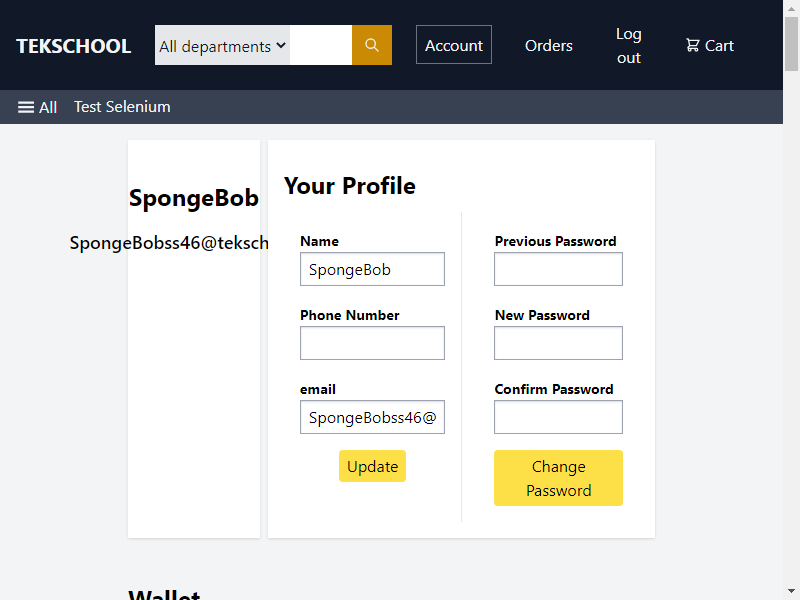 TEKSCHOOL
All departments
Account
Orders
Log
out
Cart
All
Test Selenium
SpongeBob
SpongeBobss46@teksch
Your Profile
Name
SpongeBob
Phone Number
email
SpongeBobss46@
Update
Previous Password
New Password
Confirm Password
Change
Password
Wallet